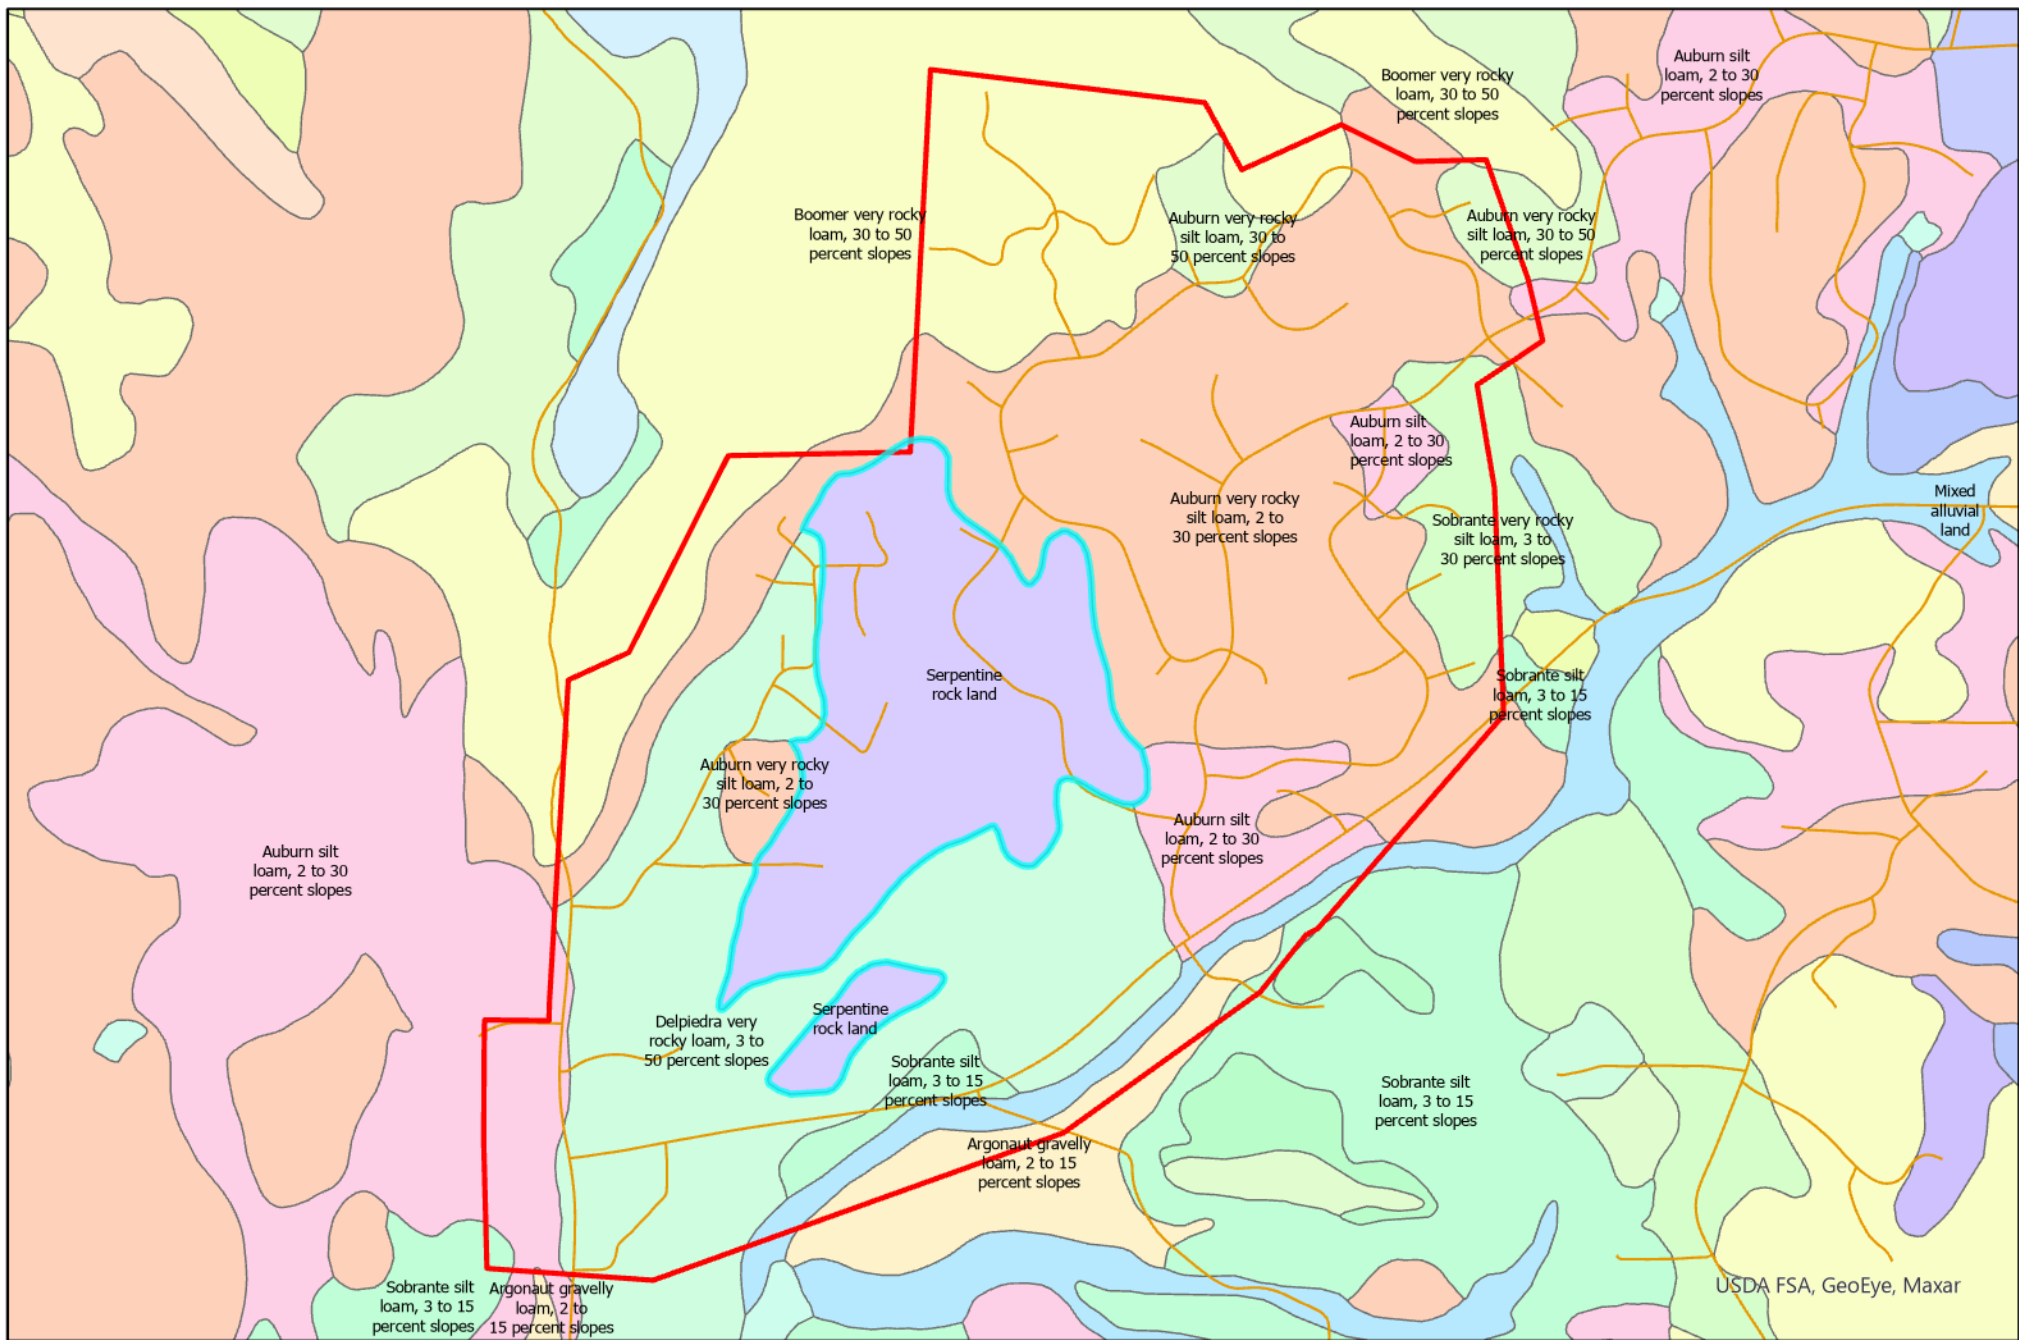 Auburn silt
loam, 2 to 30
percent slopes
Boomer very rocky
loam, 30 to 50
percent slopes
Boomer very rocky
loam, 30 to 50
percent slopes
Auburn very rocky
silt loam, 30 to
50 percent slopes
Auburn very rocky
silt loam, 30 to 50
percent slopes
Auburn silt
loam, 2 to 30
percent slopes
Auburn very rocky
silt loam, 2 to
30 percent slopes
Mixed
alluvial
land
Sobrante very rocky
silt loam, 3 to
30 percent slopes
Serpentine
rock land
Sobrante silt
loam, 3 to 15
percent slopes
Auburn very rocky
silt loam, 2 to
30 percent slopes
Auburn silt
loam, 2 to 30
percent slopes
Auburn silt
loam, 2 to 30
percent slopes
Serpentine
rock land
Delpiedra very
rocky loam, 3 to
50 percent slopes
Sobrante silt
loam, 3 to 15
percent slopes
Sobrante silt
loam, 3 to 15
percent slopes
Argonaut gravelly
loam, 2 to 15
percent slopes
Sobrante silt
loam, 3 to 15
percent slopes
Argonaut gravelly
loam, 2 to
15 percent slopes
USDA FSA, GeoEye, Maxar